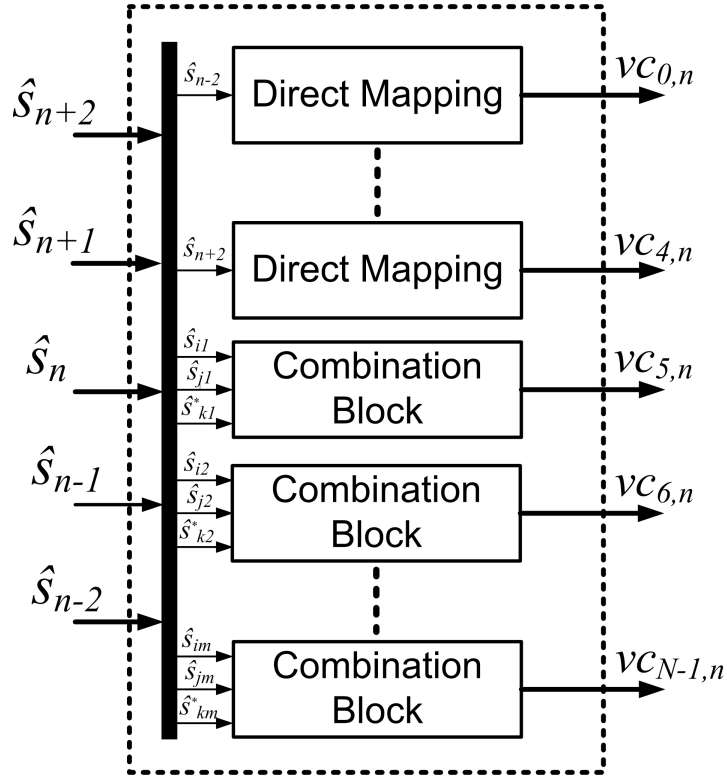 ŝn+2
ŝn+1
ŝn
ŝn-1
ŝn-2
ŝn-2
Direct Mapping
vc0,n
ŝn+2
Direct Mapping
vc4,n
ŝi1
ŝj1
ŝ*k1
Combination
Block
vc5,n
ŝi2
ŝj2
ŝ*k2
Combination
Block
vc6,n
ŝim
ŝjm
ŝ*km
Combination
Block
vcN-1,n